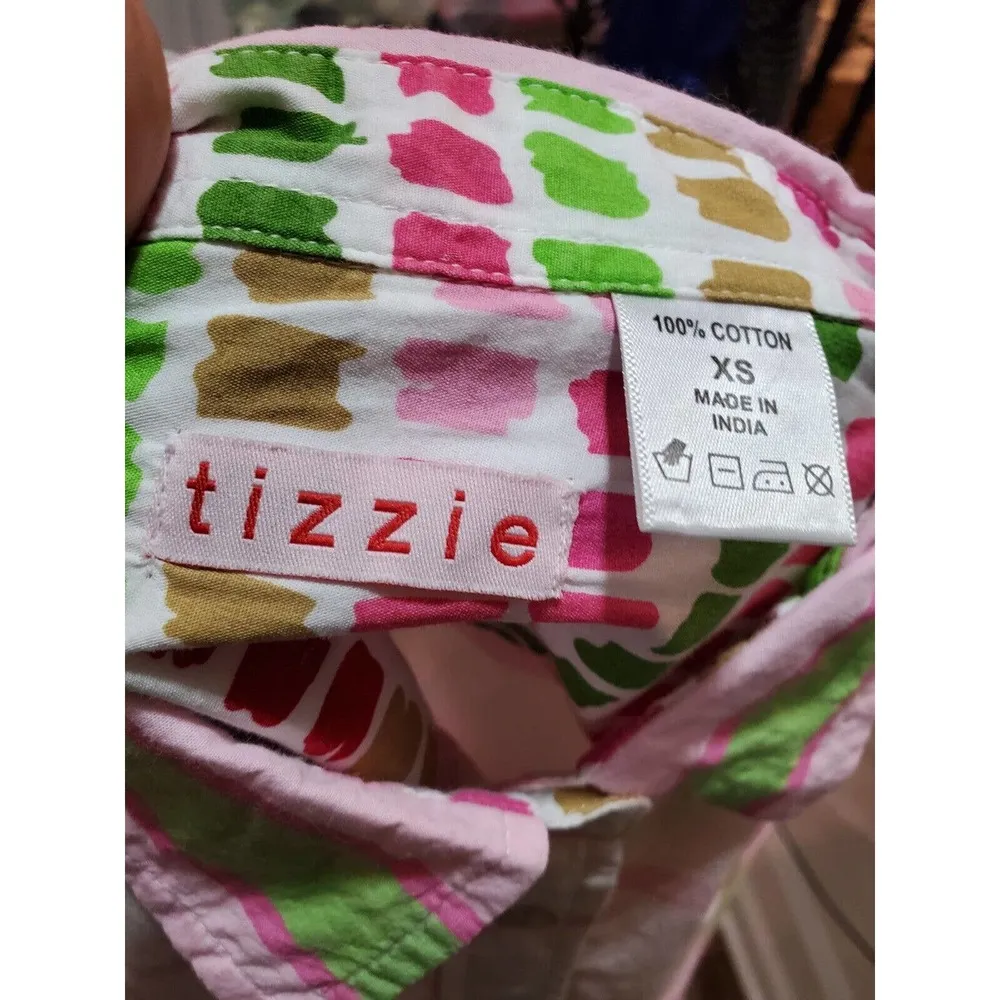 100% COTTON
XS
MADE IN
INDIA
tizzie